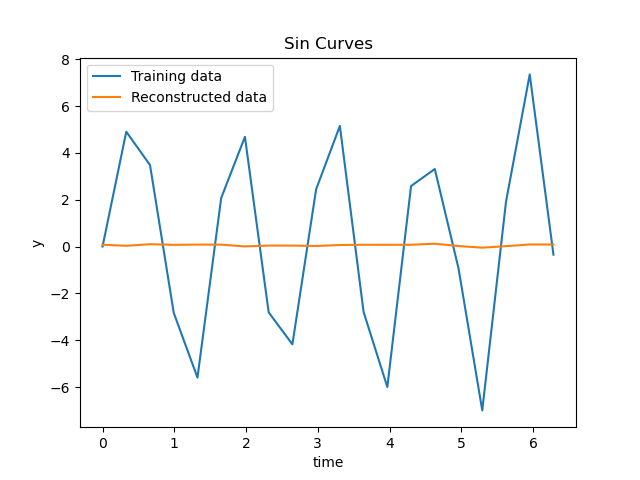 Sin Curves
Training data
Reconstructed data
y
8
6
4
2
0
−2
−4
−6
0 1 2 3 4 5 6
time